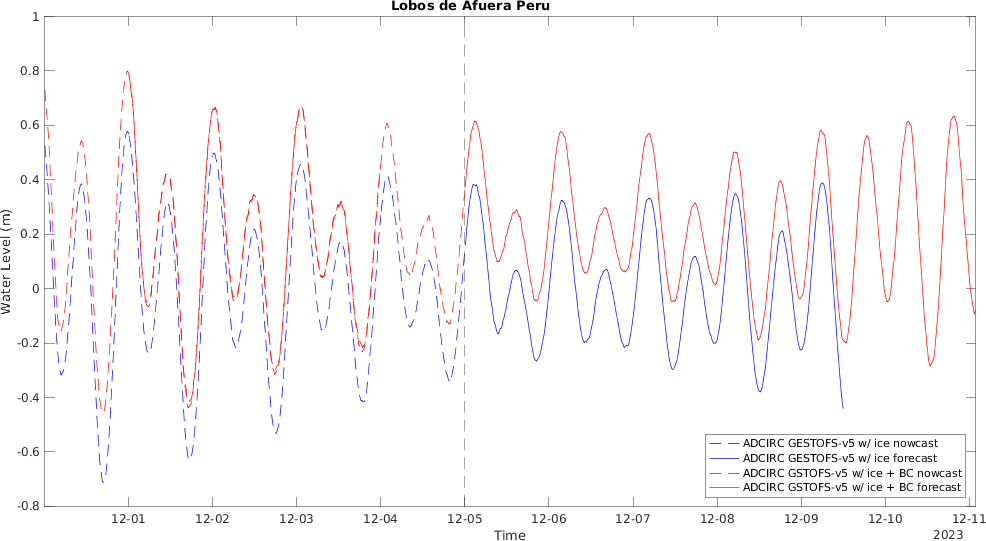 Lobos de Afuera Peru
1
0.8
0.6
0.4
0.2
0
-0.2
-0.4
-0.6
-0.8
Water Level (m)
12-01 12-02 12-03 12-04 12-05 12-06 12-07 12-08 12-09 12-10 12-11
Time
2023
ADCIRC GESTOFS-v5 w/ ice nowcast
ADCIRC GESTOFS-v5 w/ ice forecast
ADCIRC GSTOFS-v5 w/ ice + BC nowcast
ADCIRC GSTOFS-v5 w/ ice + BC forecast